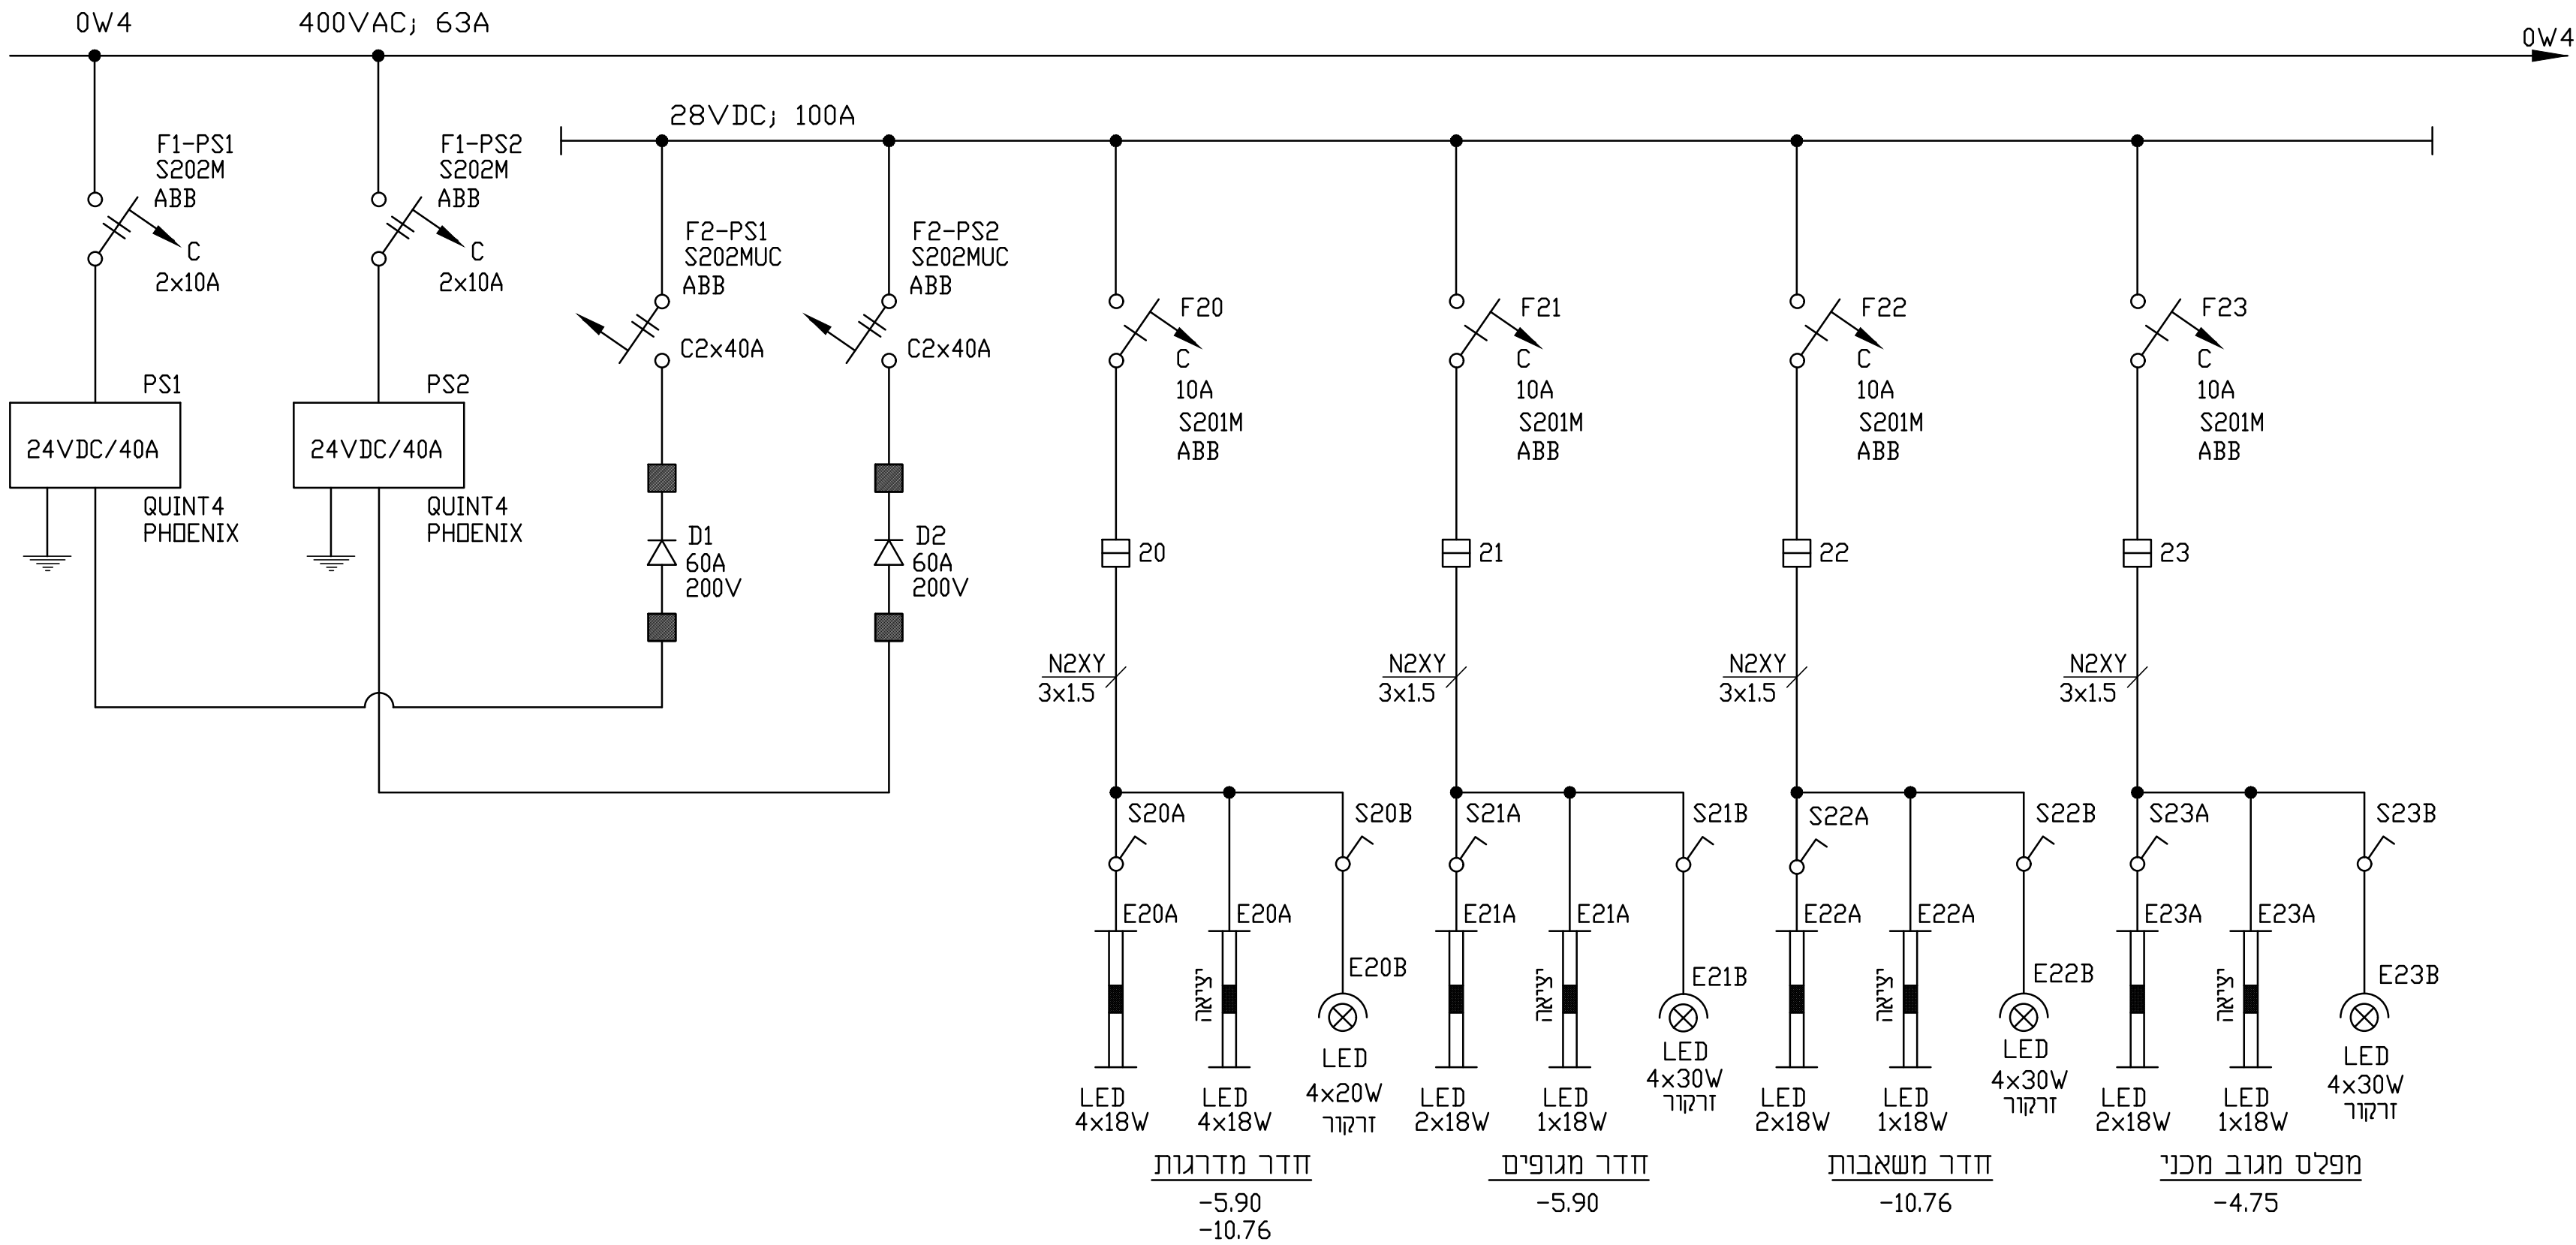 0W4
400VAC; 63A
0W4
28VDC; 100A
F1-PS1
S202M
ABB
C
2x10A
F1-PS2
S202M
ABB
C
2x10A
F2-PS1
S202MUC
ABB
C2x40A
F2-PS2
S202MUC
ABB
C2x40A
F20
C
10A
S201M
ABB
F21
C
10A
S201M
ABB
F22
C
10A
S201M
ABB
F23
C
10A
S201M
ABB
PS1
24VDC/40A
QUINT4
PHOENIX
PS2
24VDC/40A
QUINT4
PHOENIX
D1
60A
200V
D2
60A
200V
20
21
22
23
N2XY
3x1.5
N2XY
3x1.5
N2XY
3x1.5
N2XY
3x1.5
S20A
S20B
S21A
S21B
S22A
S22B
S23A
S23B
E20A
E20A
יציאה
E20B
E21A
E21A
יציאה
E21B
E22A
E22A
יציאה
E22B
E23A
E23A
יציאה
E23B
LED
4x18W
LED
4x18W
LED
4x20W
זרקור
LED
2x18W
LED
1x18W
LED
4x30W
זרקור
LED
2x18W
LED
1x18W
LED
4x30W
זרקור
LED
2x18W
LED
1x18W
LED
4x30W
זרקור
חדר מדרגות
-5.90
-10.76
חדר מגופים
-5.90
חדר משאבות
-10.76
מפלס מגוב מכני
-4.75